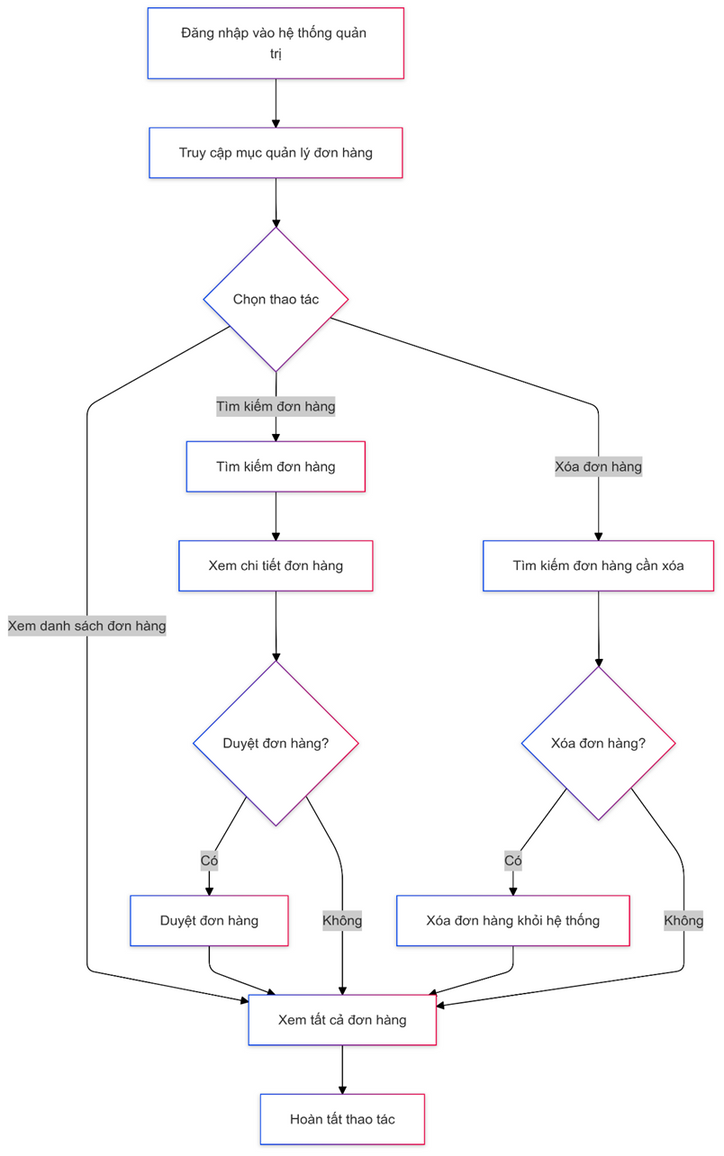 Đăng nhập vào hệ thống quản
trị
Truy cập mục quản lý đơn hàng
Chọn thao tác
Tìm kiếm đơn hàng
Tìm kiếm đơn hàng
Xóa đơn hàng
Xem chi tiết đơn hàng
Tìm kiếm đơn hàng cần xóa
Xem danh sách đơn hàng
Duyệt đơn hàng?
Xóa đơn hàng?
Có
Có
Duyệt đơn hàng
Không
Xóa đơn hàng khỏi hệ thống
Không
Xem tất cả đơn hàng
Hoàn tất thao tác